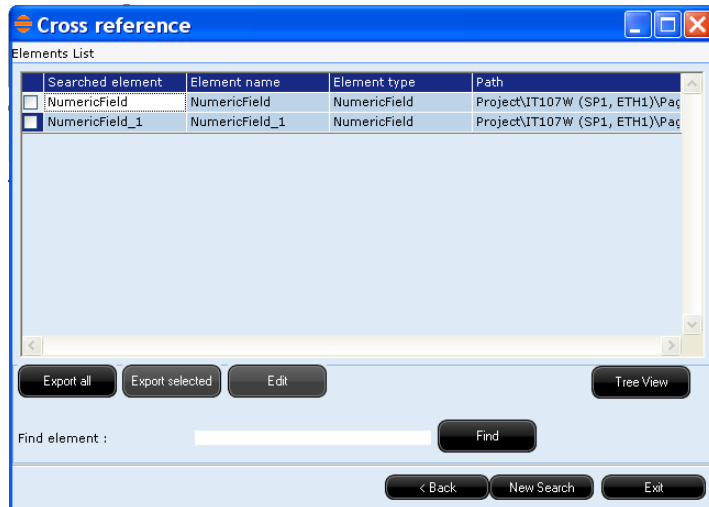 Cross reference
Elements List
Searched element Element name Element type Path
NumericField NumericField NumericField Project\IT107W (SP1, ETH1)\Pag
NumericField_1 NumericField_1 NumericField Project\IT107W (SP1, ETH1)\Pag
Export all Export selected Edit Tree View
Find element : Find
< Back New Search Exit